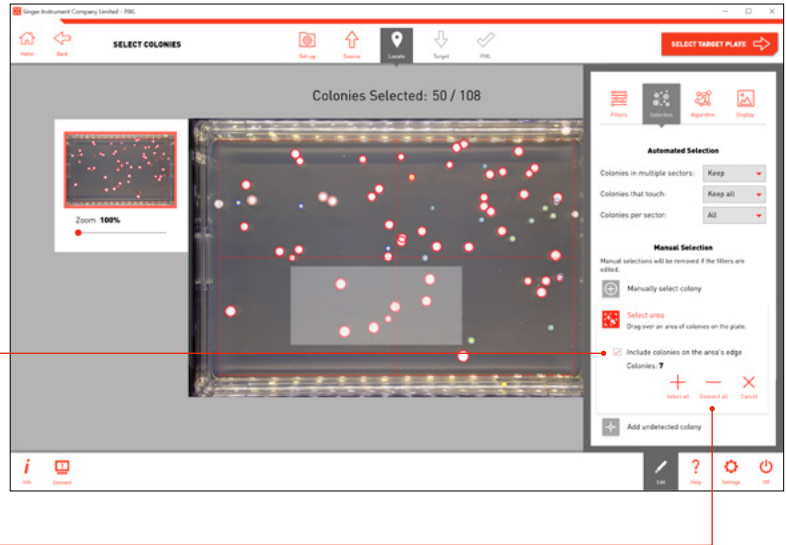 Singer Instrument Company Limited - PIXL
Home
Back
SELECT COLONIES
Set-up
Source
Locate
Target
PIXL
SELECT TARGET PLATE
Colonies Selected: 50 / 108
Zoom 100%
Filters
Selection
Algorithm
Display
Automated Selection
Colonies in multiple sectors: Keep
Colonies that touch: Keep all
Colonies per sector: All
Manual Selection
Manual selections will be removed if the filters are
edited.
Manually select colony
Select area
Drag over an area of colonies on the plate.
Include colonies on the area's edge
Colonies: ?
Select all
Deselect all
Cancel
Add undetected colony
Info
Connect
Edit
Help
Settings
Off